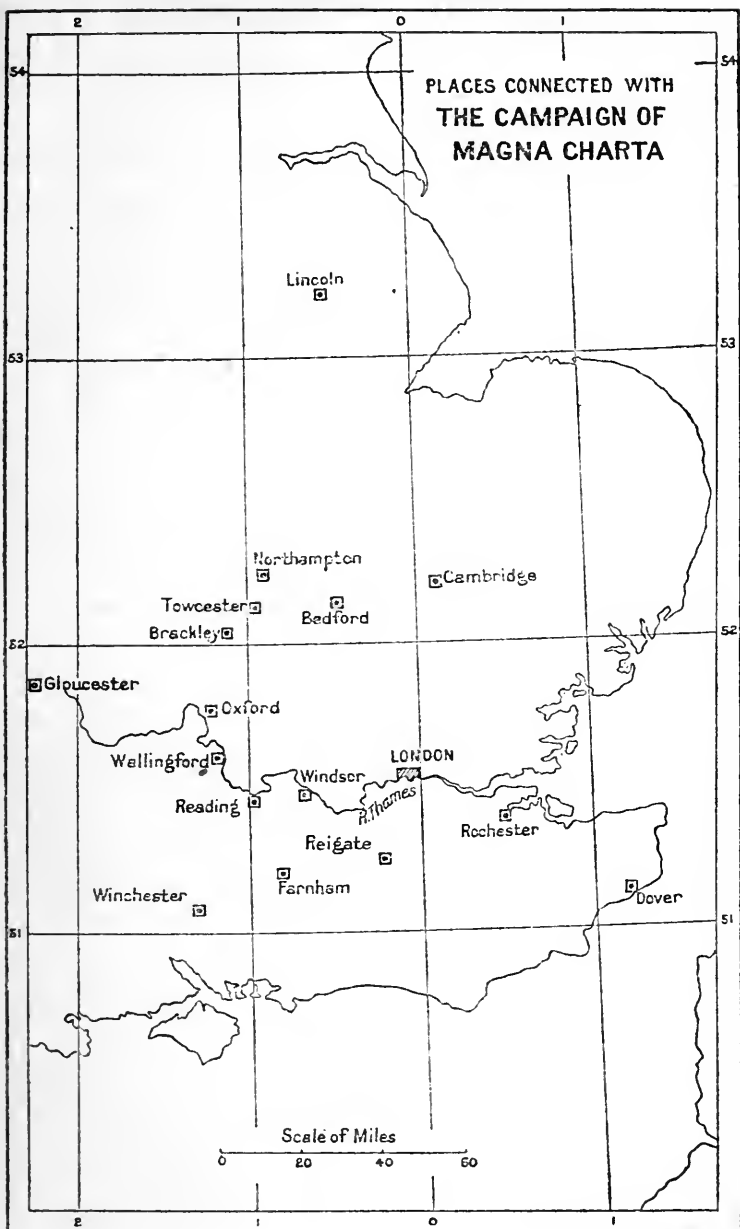 2 1 0 1
54 54
PLACES CONNECTED WITH
THE CAMPAIGN OF
MAGNA CHARTA
Lincoln
53 53
Northampton
Cambridge
Towcester
Bedford
Brackley
52 52
Gloucester
Oxford
Wallingford
LONDON
Windsor
R. Thames
Reading
Rochester
Reigate
Farnham
Winchester
Dover
51 51
Scale of Miles
0 20 40 60
2 1 0 1